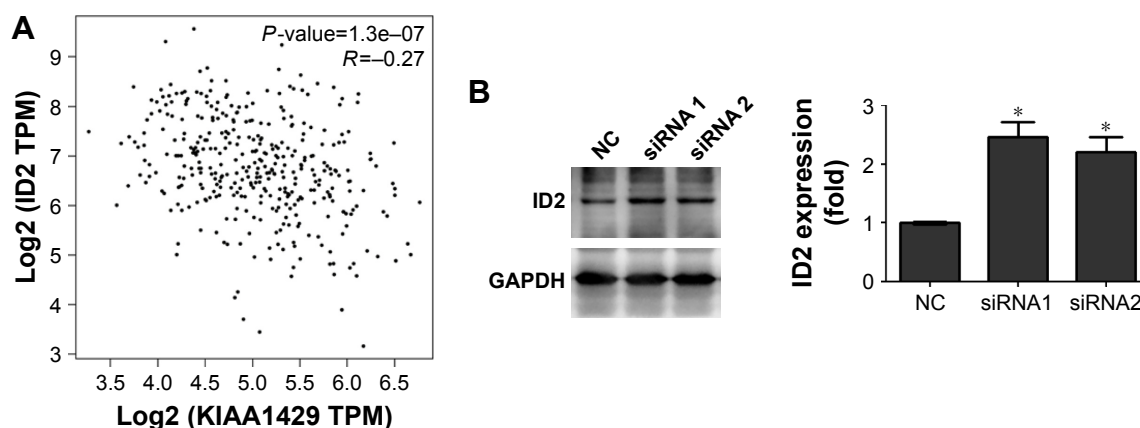 A
P-value=1.3e–07
R=–0.27
9
8
7
6
5
4
3
Log2 (ID2 TPM)
3.5 4.0 4.5 5.0 5.5 6.0 6.5
Log2 (KIAA1429 TPM)
B
NC siRNA 1 siRNA 2
ID2
GAPDH
ID2 expression
(fold)
3
2
1
0
* *
NC siRNA1 siRNA2